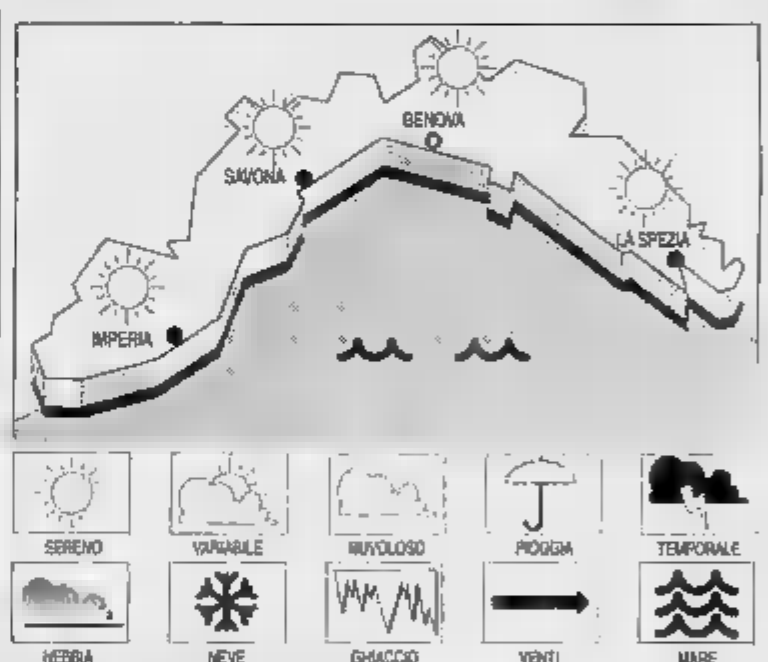 GENOVA
SAVONA
LA SPEZIA
IMPERIA
SERENO VARIABILE NUVOLOSO PIOGGIA TEMPORALE
NEBBIA NEVE GHIACCIO VENTI MARE